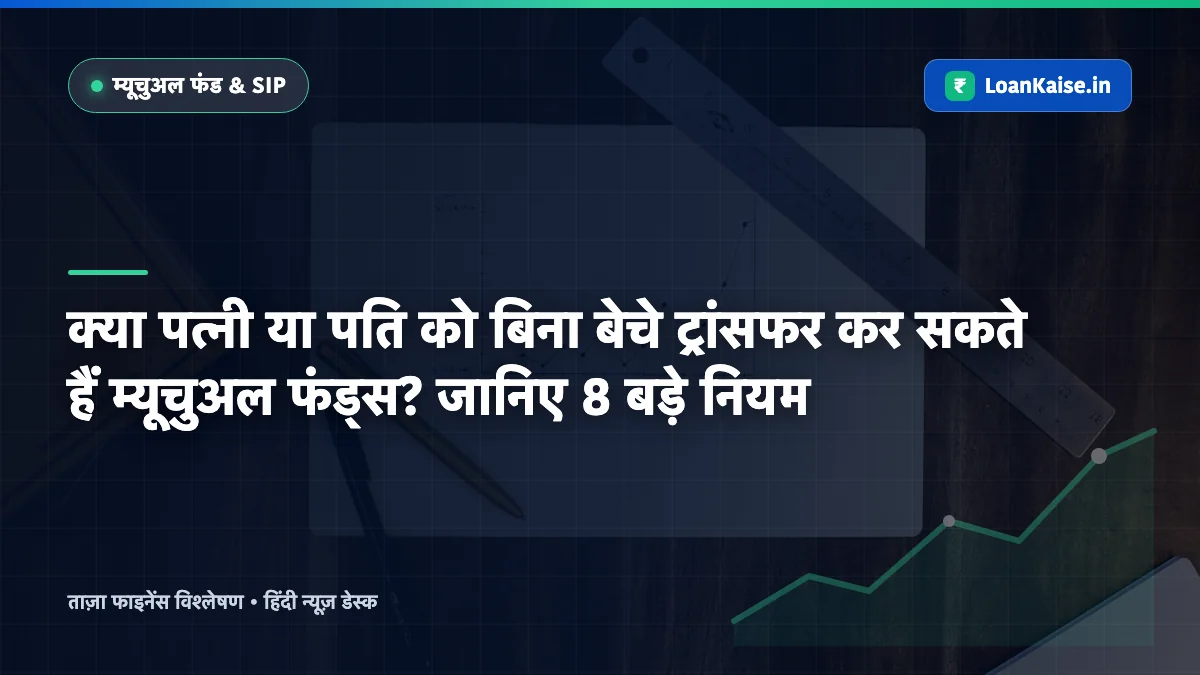 म्यूचुअल फंड & SIP
₹ LoanKaise.in
क्या पत्नी या पति को बिना बेचे ट्रांसफर कर सकते
हैं म्यूचुअल फंड्स? जानिए 8 बड़े नियम
ताज़ा फाइनेंस विश्लेषण • हिंदी न्यूज़ डेस्क